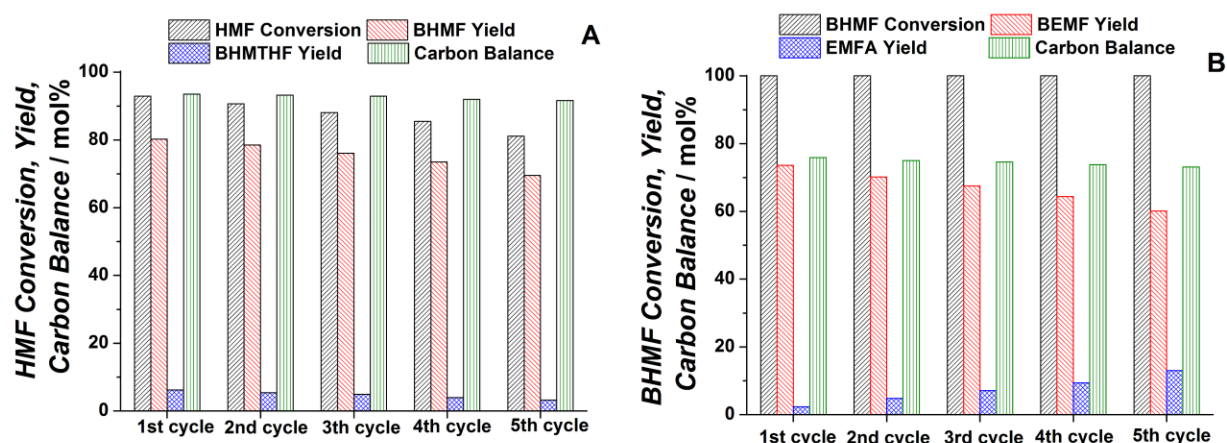 HMF Conversion BHMF Yield
BHMTHF Yield Carbon Balance
A
HMF Conversion, Yield,
Carbon Balance / mol%
100
80
60
40
20
0
1st cycle 2nd cycle 3th cycle 4th cycle 5th cycle
BHMF Conversion BEMF Yield
EMFA Yield Carbon Balance
B
BHMF Conversion, Yield,
Carbon Balance / mol%
100
80
60
40
20
0
1st cycle 2nd cycle 3rd cycle 4th cycle 5th cycle